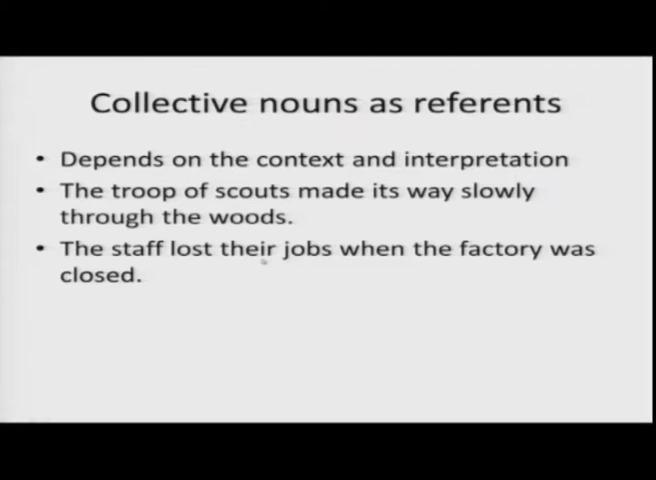 Collective nouns as referents
• Depends on the context and interpretation
• The troop of scouts made its way slowly
through the woods.
• The staff lost their jobs when the factory was
closed.